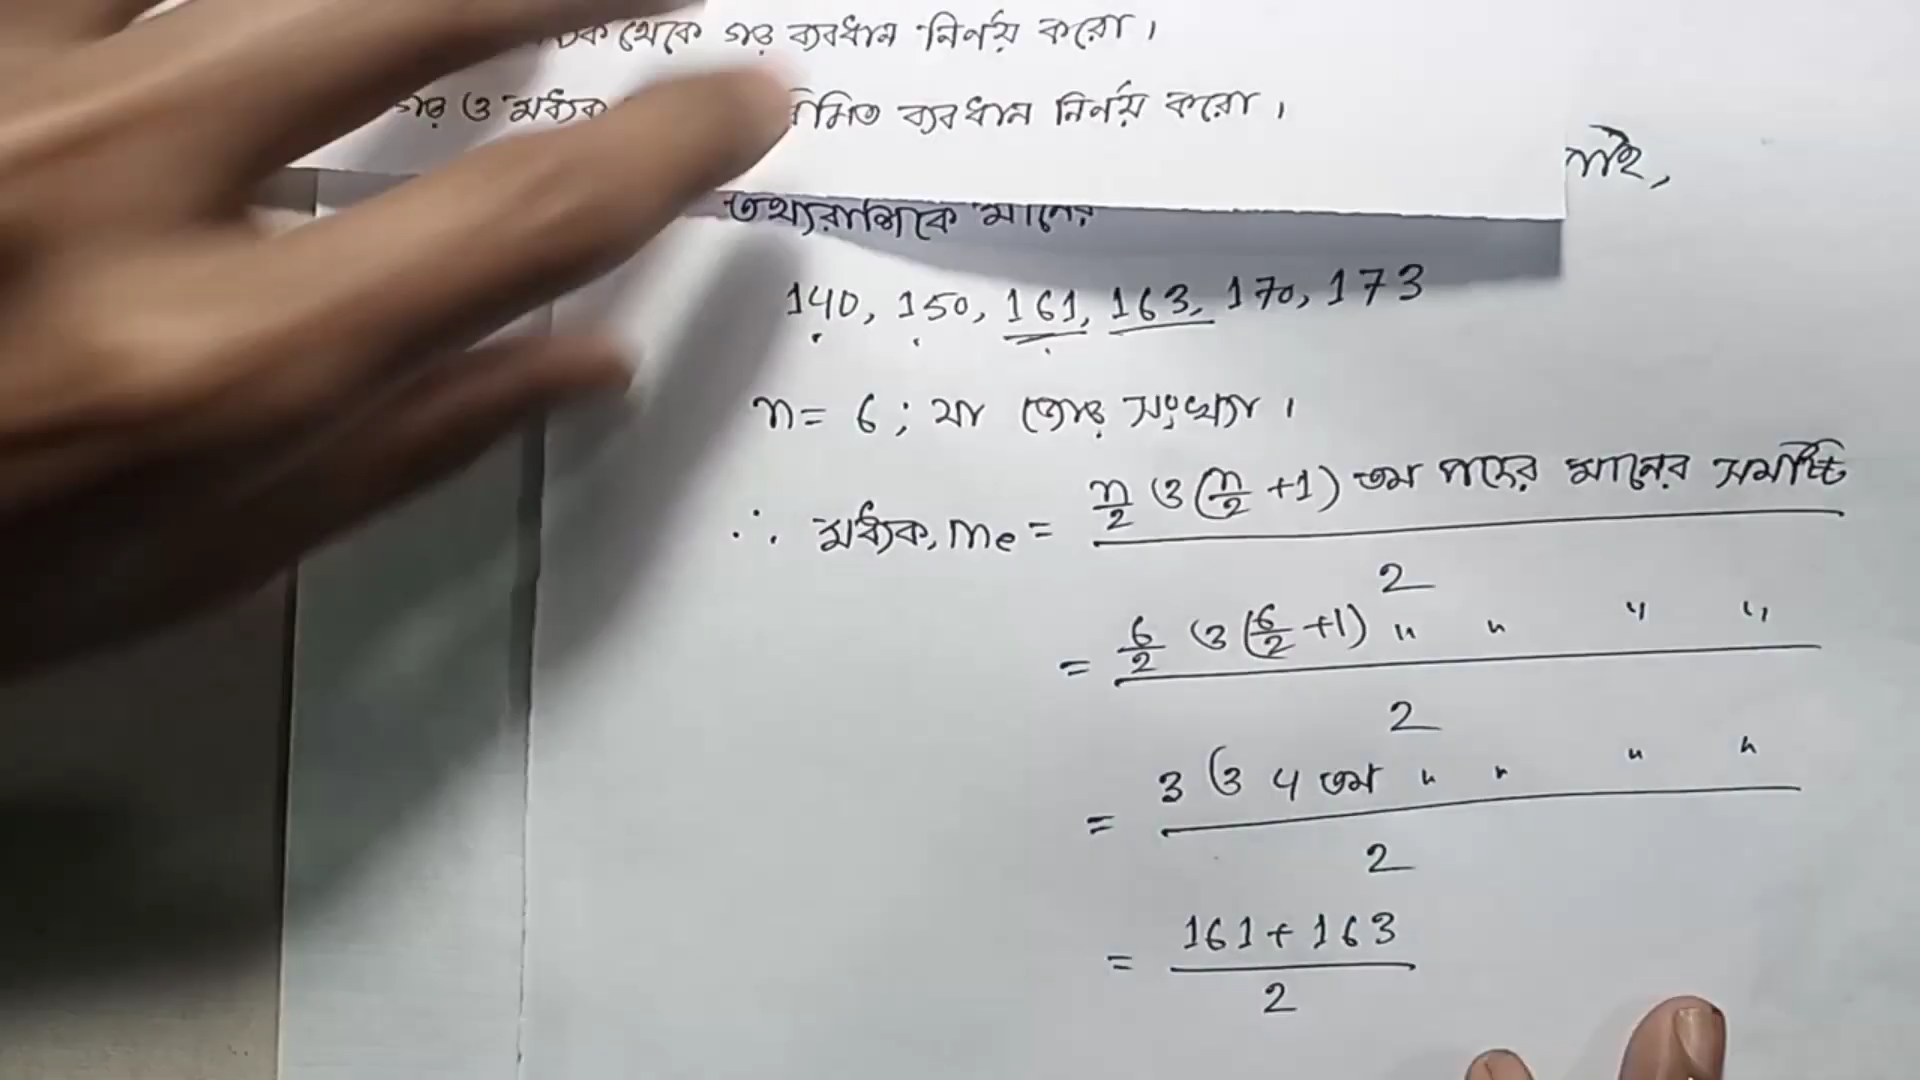 থেকে গড় ব্যবধান নির্ণয় করো।
গড় ও মধ্যক ব্যবধান নির্ণয় করো।
পাই,
তথ্যরাশিকে মানের
140, 150, 161, 163, 170, 173
n = 6 ; যা জোড় সংখ্যা।
∴ মধ্যক, me = n/2 ও (n/2 +1) তম পদের মানের সমষ্টি
2
= 6/2 ও (6/2 +1) " " " "
2
= 3 ও 4 তম " " " "
2
= 161 + 163
2